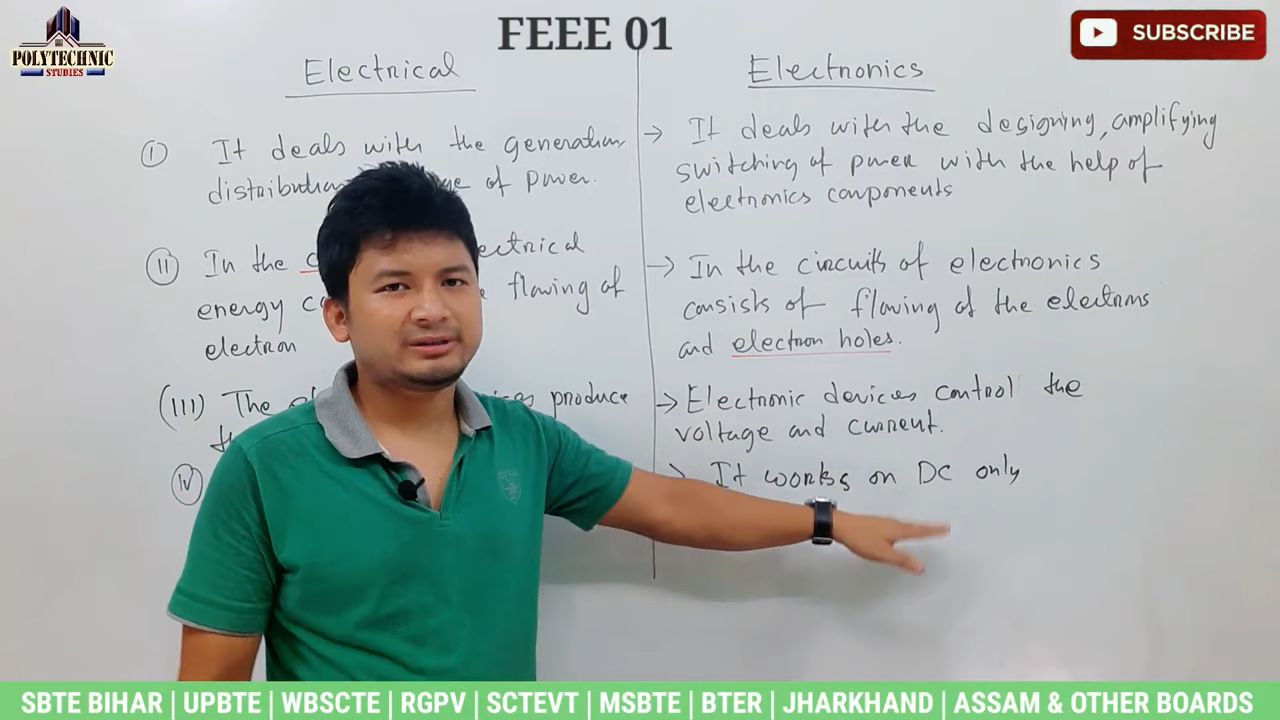 FEEE 01
POLYTECHNIC
STUDIES
SUBSCRIBE
Electrical
I It deals with the generation
distribution of power.
II In the
energy flowing of
electron
(III) The produce
IV
Electronics
→ It deals with the designing, amplifying
switching of power with the help of
electronics components
→ In the circuits of electronics
consists of flowing of the electrons
and electron holes.
→ Electronic devices control the
voltage and current.
It works on DC only
SBTE BIHAR | UPBTE | WBSCTE | RGPV | SCTEVT | MSBTE | BTER | JHARKHAND | ASSAM & OTHER BOARDS